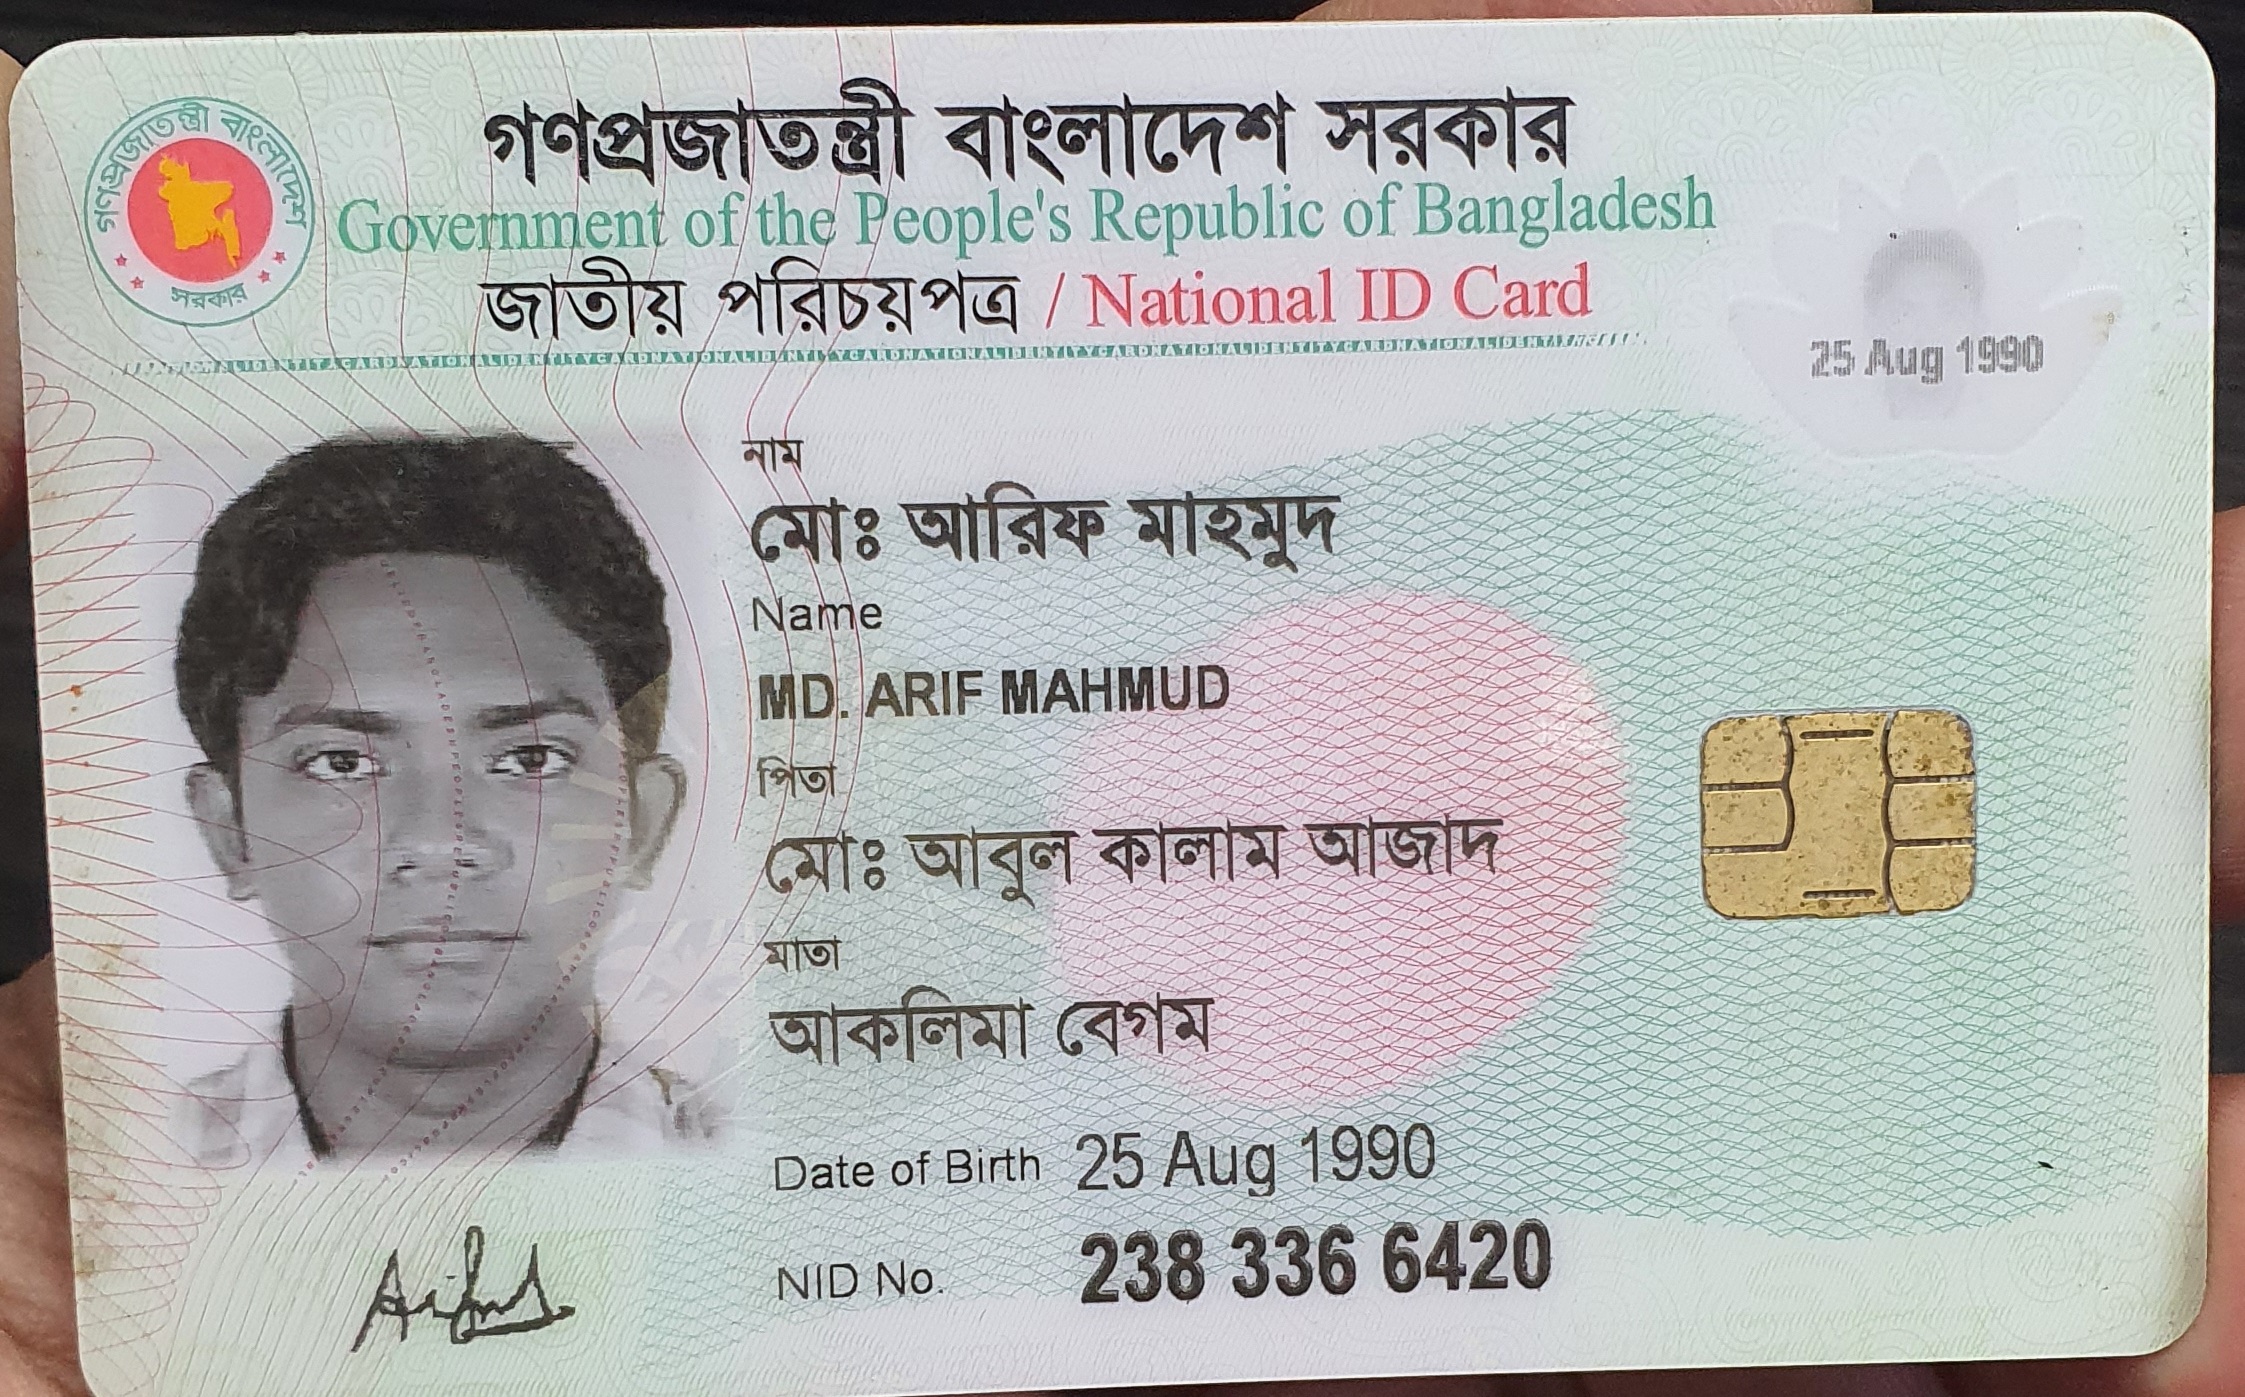 গণপ্রজাতন্ত্রী বাংলাদেশ সরকার
Government of the People's Republic of Bangladesh
জাতীয় পরিচয়পত্র / National ID Card
গণপ্রজাতন্ত্রী বাংলাদেশ
সরকার
নাম
মোঃ আরিফ মাহমুদ
Name
MD. ARIF MAHMUD
পিতা
মোঃ আবুল কালাম আজাদ
মাতা
আকলিমা বেগম
Date of Birth 25 Aug 1990
NID No. 238 336 6420
25 Aug 1990